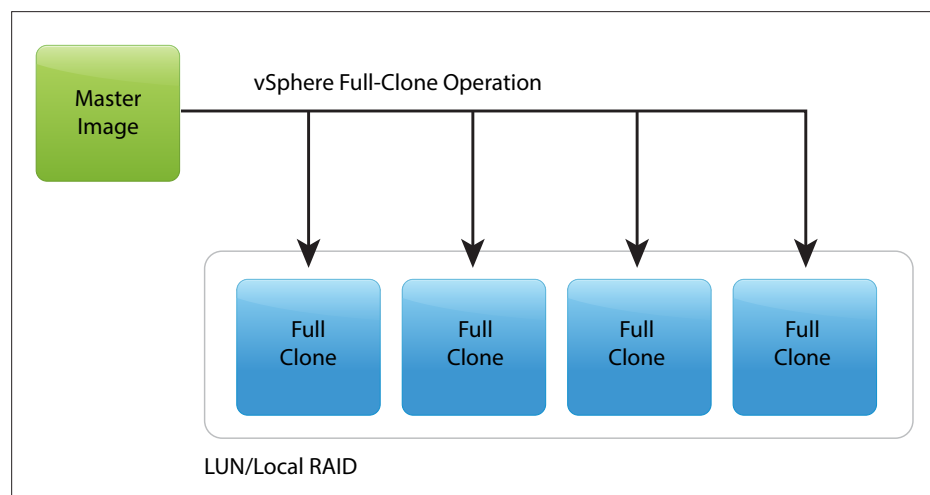 Master
Image
vSphere Full-Clone Operation
Full
Clone
Full
Clone
Full
Clone
Full
Clone
LUN/Local RAID